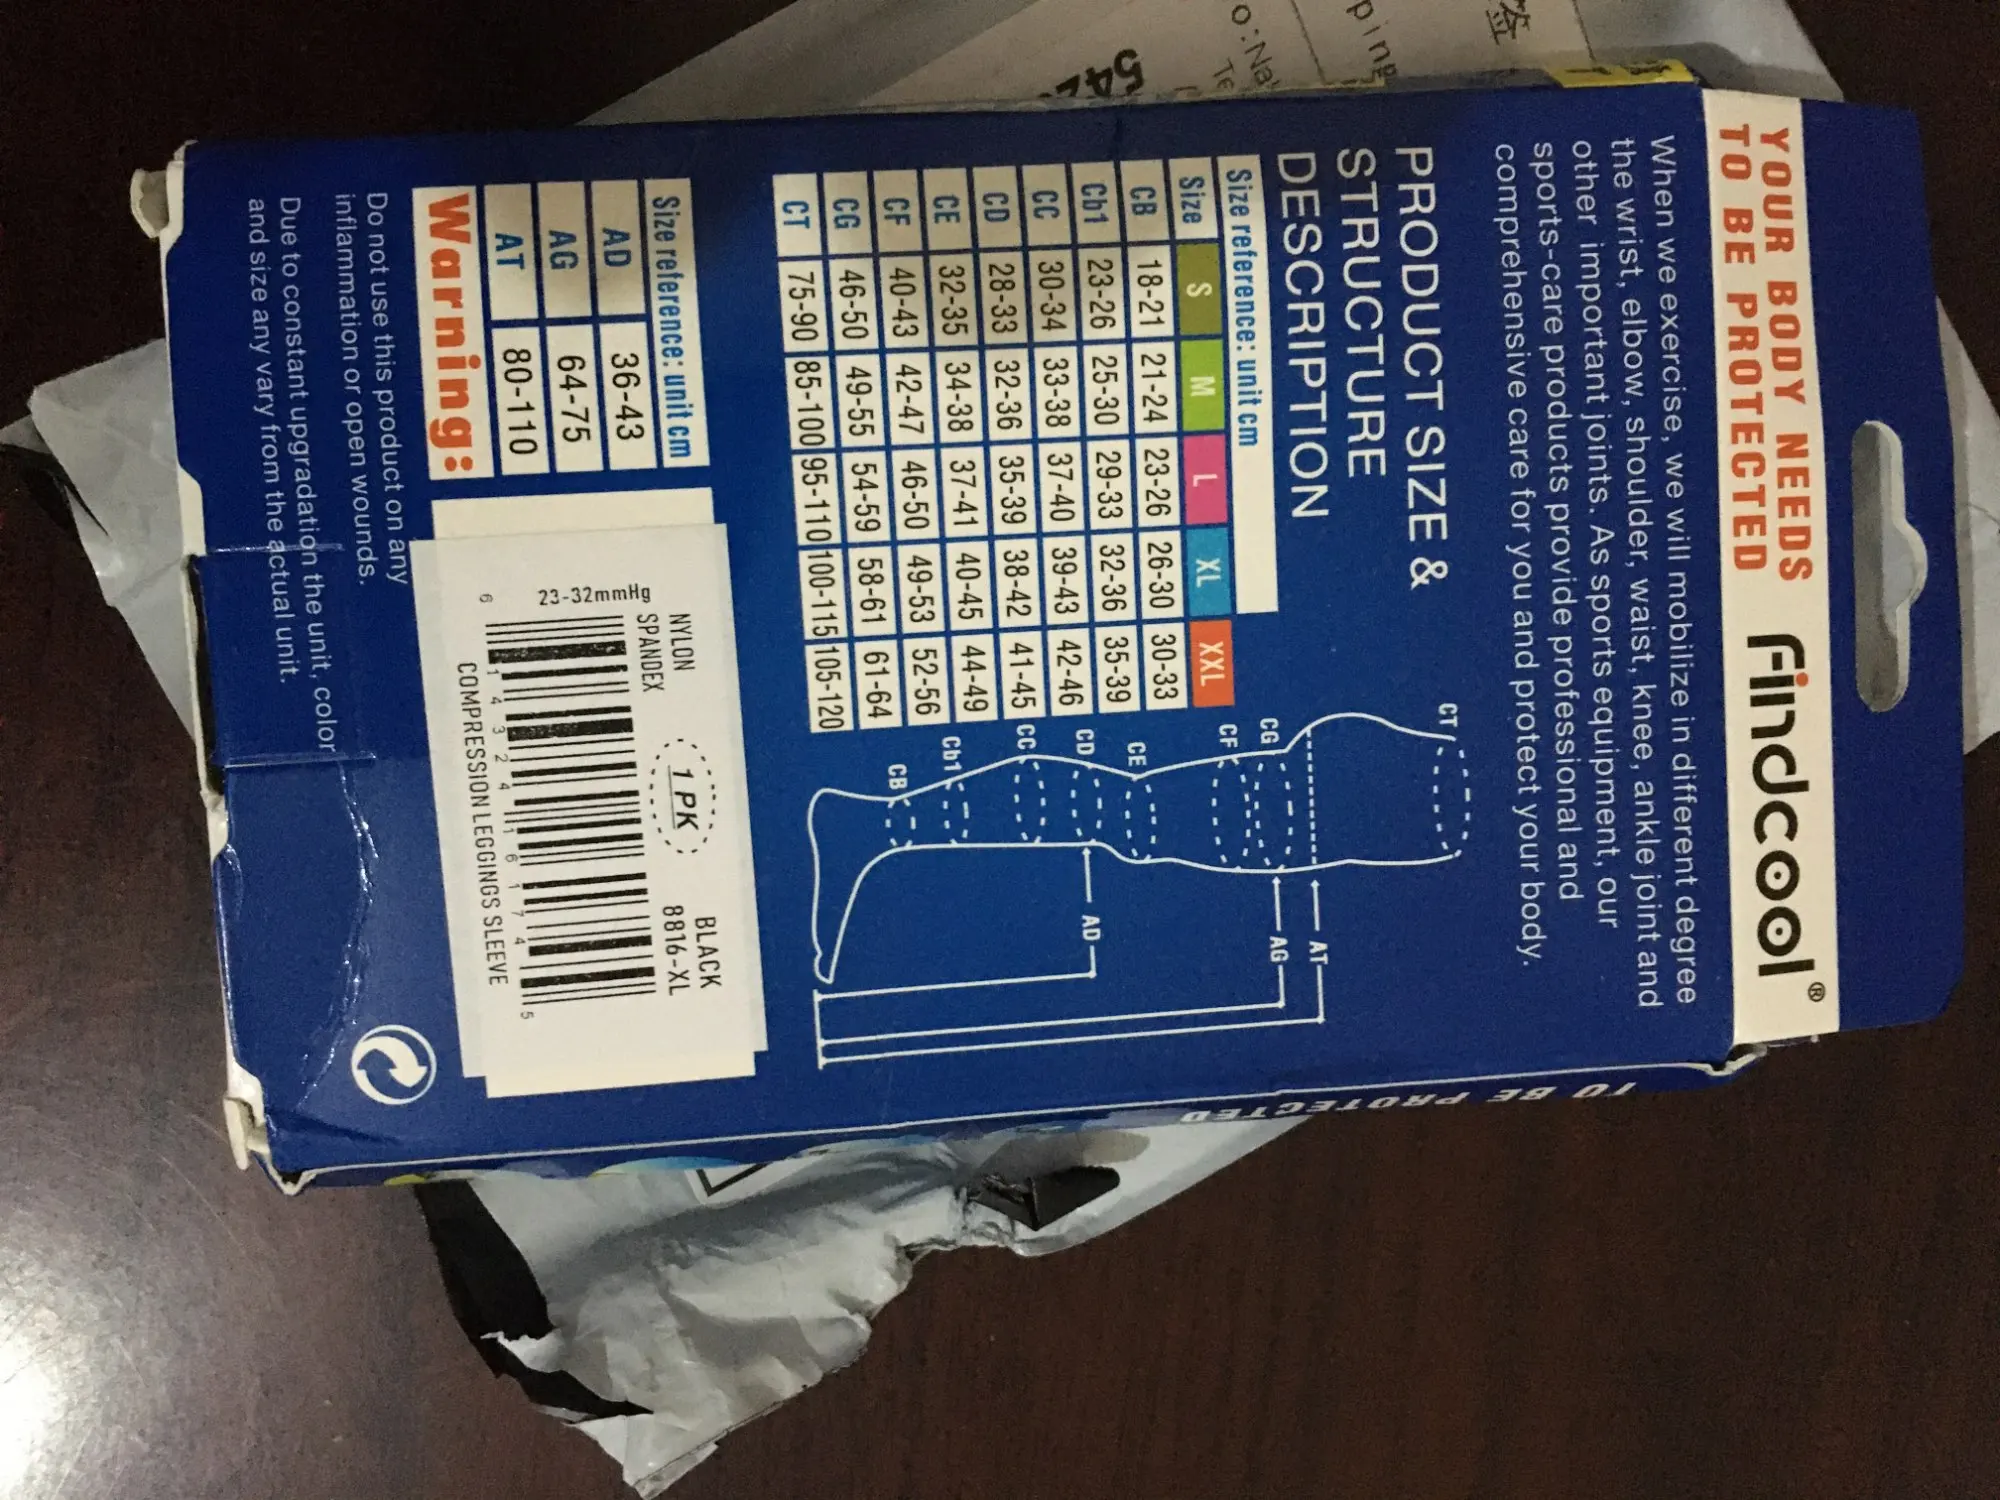 YOUR BODY NEEDS
TO BE PROTECTED
Findcool®
When we exercise, we will mobilize in different degree
the wrist, elbow, shoulder, waist, knee, ankle joint and
other important joints. As sports equipment, our
sports-care products provide professional and
comprehensive care for you and protect your body.
PRODUCT SIZE &
STRUCTURE
DESCRIPTION
Size reference: unit cm
Size S M L XL XXL
CB 18-21 21-24 23-26 26-30 30-33
Cb1 23-26 25-30 29-33 32-36 35-39
CC 30-34 33-38 37-40 39-43 42-46
CD 28-33 32-36 35-39 38-42 41-45
CE 32-35 34-38 37-41 40-45 44-49
CF 40-43 42-47 46-50 49-53 52-56
CG 46-50 49-55 54-59 58-61 61-64
CT 75-90 85-100 95-110 100-115 105-120
CT
CG
CF
CE
CD
CC
Cb1
CB
AT
AG
AD
Size reference: unit cm
AD 36-43
AG 64-75
AT 80-110
Warning:
Do not use this product on any
inflammation or open wounds.
Due to constant upgradation the unit, color
and size any vary from the actual unit.
NYLON
SPANDEX
1 PK
BLACK
8816-XL
23-32mmHg
6 143241 61745
COMPRESSION LEGGINGS SLEEVE
TO BE PROTECTED
签
ping
o:Na
Te